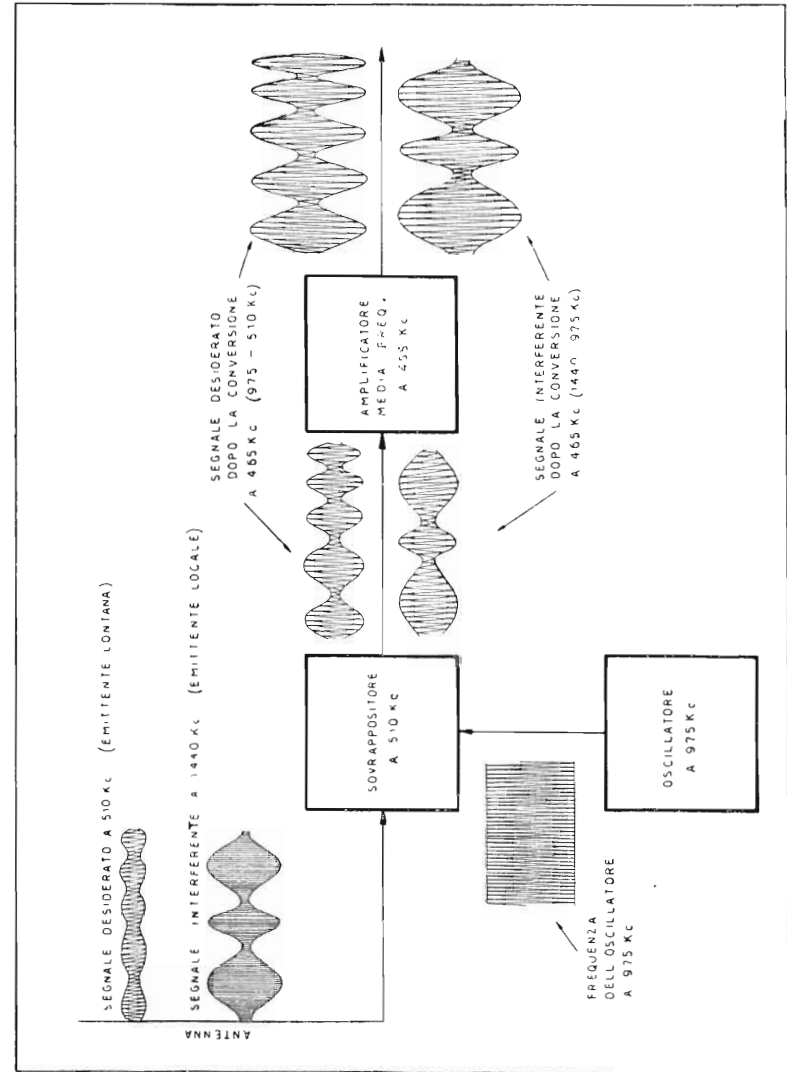 SEGNALE DESIDERATO A 510 Kc (EMITTENTE LONTANA)
SEGNALE INTERFERENTE A 1440 Kc (EMITTENTE LOCALE)
ANTENNA
SOVRAPPOSITORE
A 510 Kc
FREQUENZA
DELL OSCILLATORE
A 975 Kc
OSCILLATORE
A 975 Kc
SEGNALE DESIDERATO
DOPO LA CONVERSIONE
A 465 Kc (975 – 510 Kc)
AMPLIFICATORE
MEDIA FREQ.
A 465 Kc
SEGNALE INTERFERENTE
DOPO LA CONVERSIONE
A 465 Kc (1440 975 Kc)